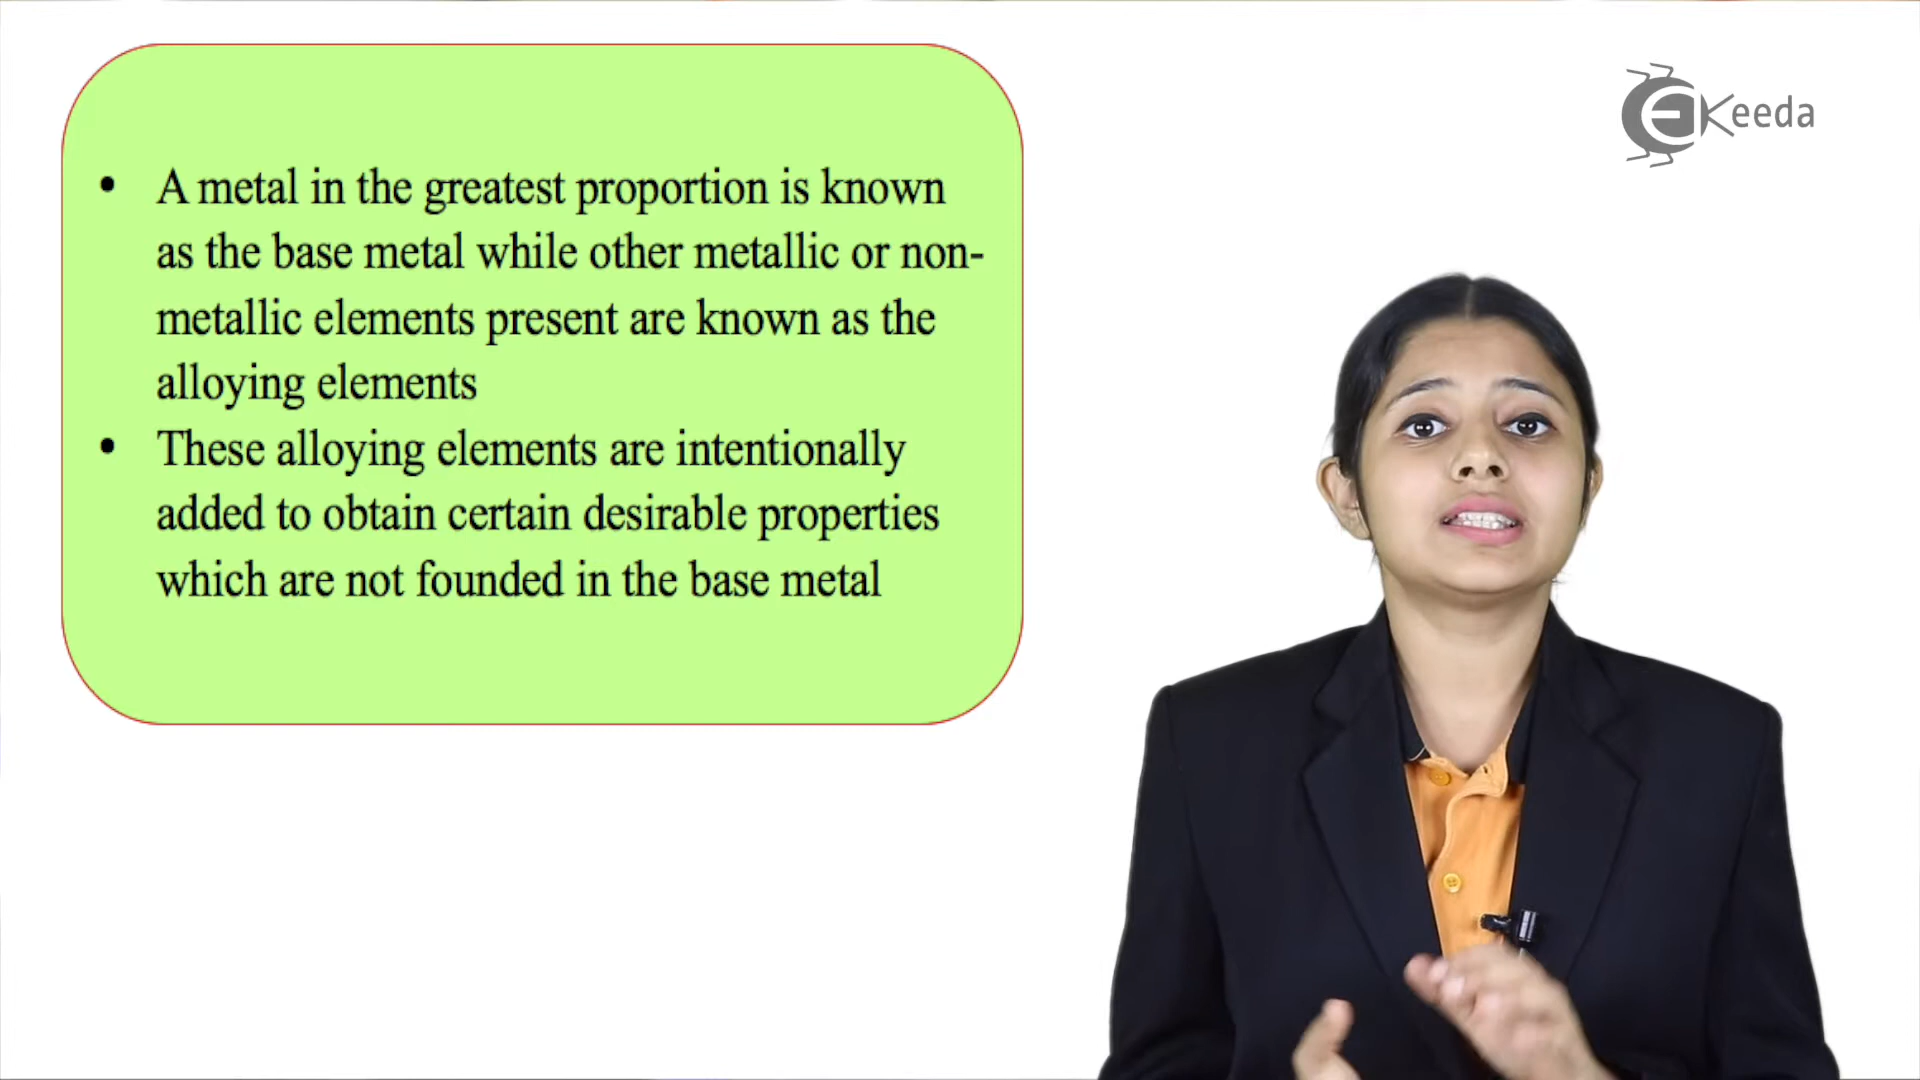 • A metal in the greatest proportion is known
as the base metal while other metallic or non-
metallic elements present are known as the
alloying elements
• These alloying elements are intentionally
added to obtain certain desirable properties
which are not founded in the base metal
EKeeda